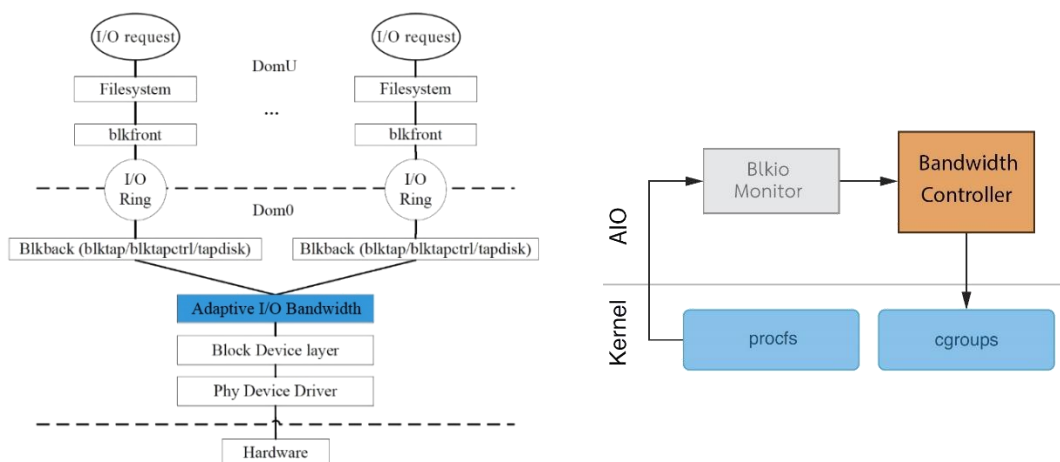 I/O request
I/O request
DomU
Filesystem
Filesystem
...
blkfront
blkfront
I/O
Ring
I/O
Ring
Dom0
Blkback (blktap/blktapctrl/tapdisk)
Blkback (blktap/blktapctrl/tapdisk)
Adaptive I/O Bandwidth
Block Device layer
Phy Device Driver
Hardware
AIO
Blkio
Monitor
Bandwidth
Controller
Kernel
procfs
cgroups